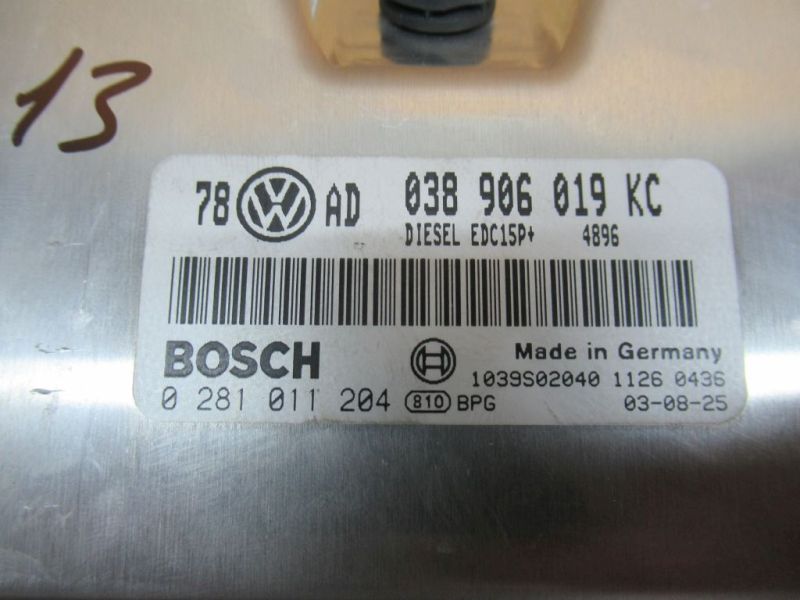 13
78 VW AD 038 906 019 KC
DIESEL EDC15P+ 4896
BOSCH
Made in Germany
1039S02040 1126 0436
0 281 011 204 810 BPG 03-08-25